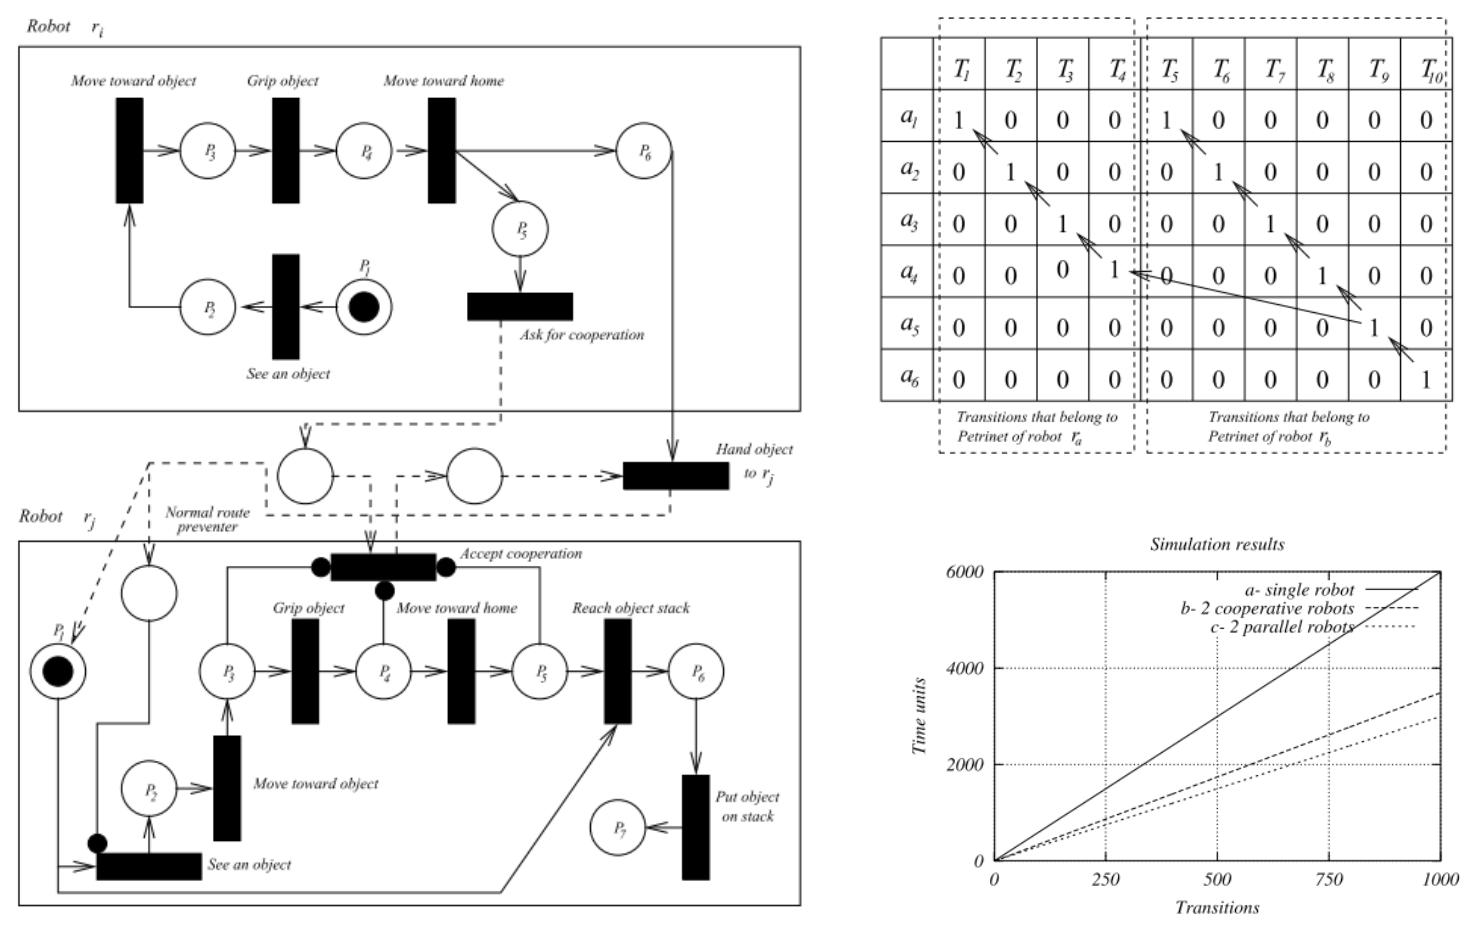 Robot r_i
Move toward object
Grip object
Move toward home
P_3
P_4
P_6
P_5
P_1
P_2
Ask for cooperation
See an object
Hand object
to r_j
Robot r_j
Normal route
preventer
Accept cooperation
Grip object
Move toward home
Reach object stack
P_1
P_3
P_4
P_5
P_6
P_2
Move toward object
Put object
on stack
P_7
See an object
T_1 T_2 T_3 T_4 T_5 T_6 T_7 T_8 T_9 T_10
a_1 1 0 0 0 1 0 0 0 0 0
a_2 0 1 0 0 0 1 0 0 0 0
a_3 0 0 1 0 0 0 1 0 0 0
a_4 0 0 0 1 0 0 0 1 0 0
a_5 0 0 0 0 0 0 0 0 1 0
a_6 0 0 0 0 0 0 0 0 0 1
Transitions that belong to
Petrinet of robot r_a
Transitions that belong to
Petrinet of robot r_b
Simulation results
6000
a- single robot
b- 2 cooperative robots
c- 2 parallel robots
4000
Time units
2000
0
0 250 500 750 1000
Transitions